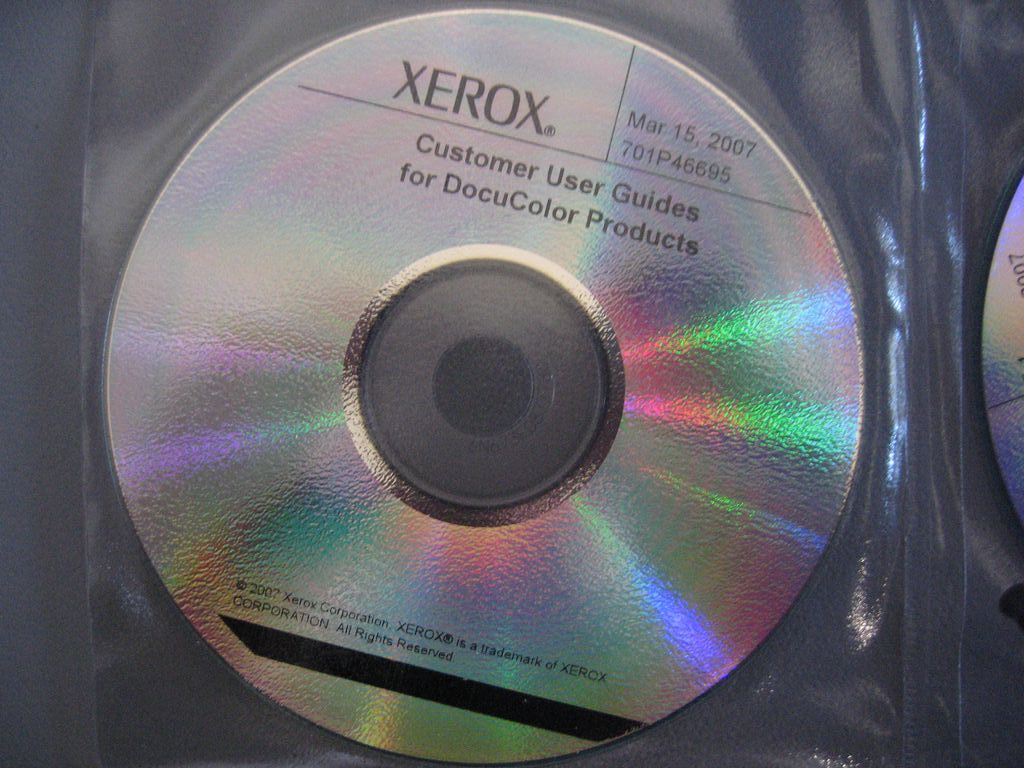 XEROX®
Mar 15, 2007
701P46695
Customer User Guides
for DocuColor Products
© 2007 Xerox Corporation. XEROX® is a trademark of XEROX
CORPORATION. All Rights Reserved